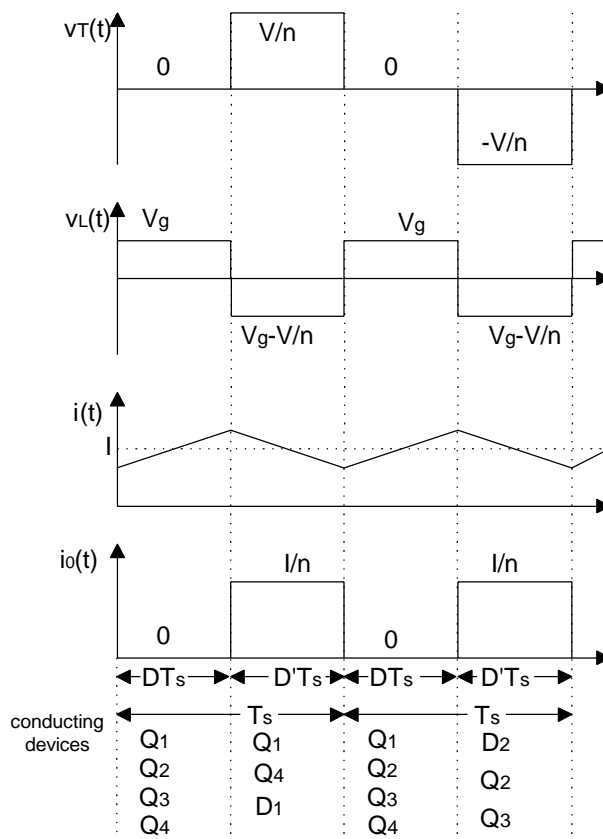 vT(t)
V/n
0
0
-V/n
vL(t)
Vg
Vg
Vg-V/n
Vg-V/n
i(t)
I
i0(t)
I/n
I/n
0
0
DTs
D'Ts
DTs
D'Ts
Ts
Ts
conducting
devices
Q1
Q1
Q1
D2
Q2
Q4
Q2
Q2
Q3
D1
Q3
Q3
Q4
Q4